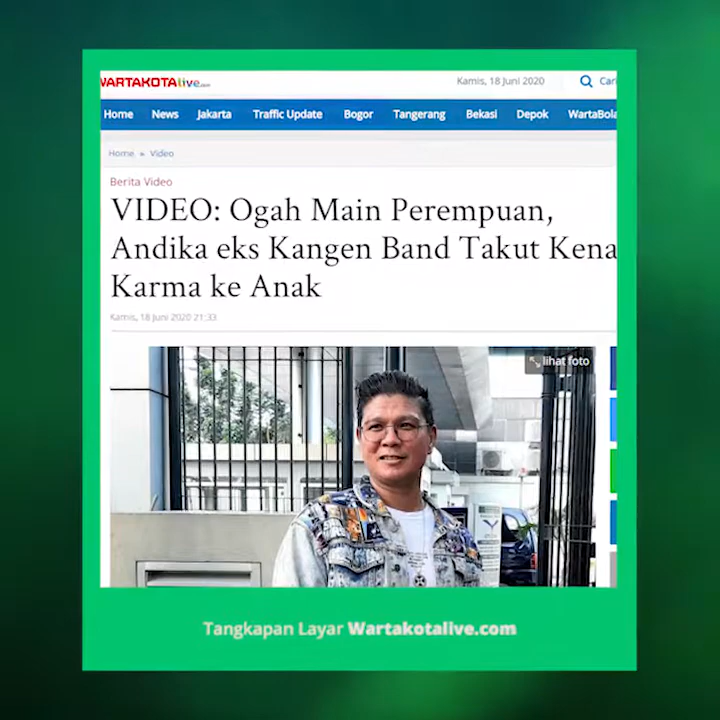 WARTAKOTAlive.com
Kamis, 18 Juni 2020
Cari
Home News Jakarta Traffic Update Bogor Tangerang Bekasi Depok WartaBola
Home » Video
Berita Video
VIDEO: Ogah Main Perempuan,
Andika eks Kangen Band Takut Kena
Karma ke Anak
Kamis, 18 Juni 2020 21:33
lihat foto
Tangkapan Layar Wartakotalive.com